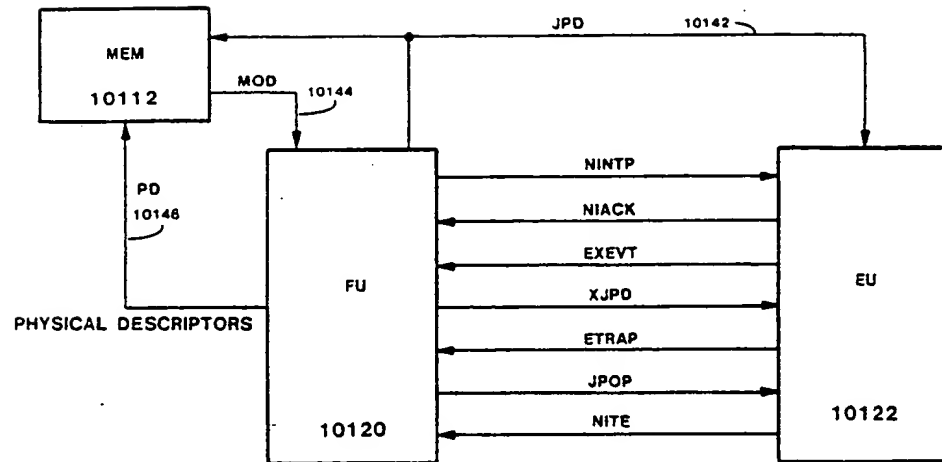 JPD
10142
MEM
10112
MOD
10144
PD
10146
PHYSICAL DESCRIPTORS
FU
10120
NINTP
NIACK
EXEVT
XJPD
ETRAP
JPOP
NITE
EU
10122